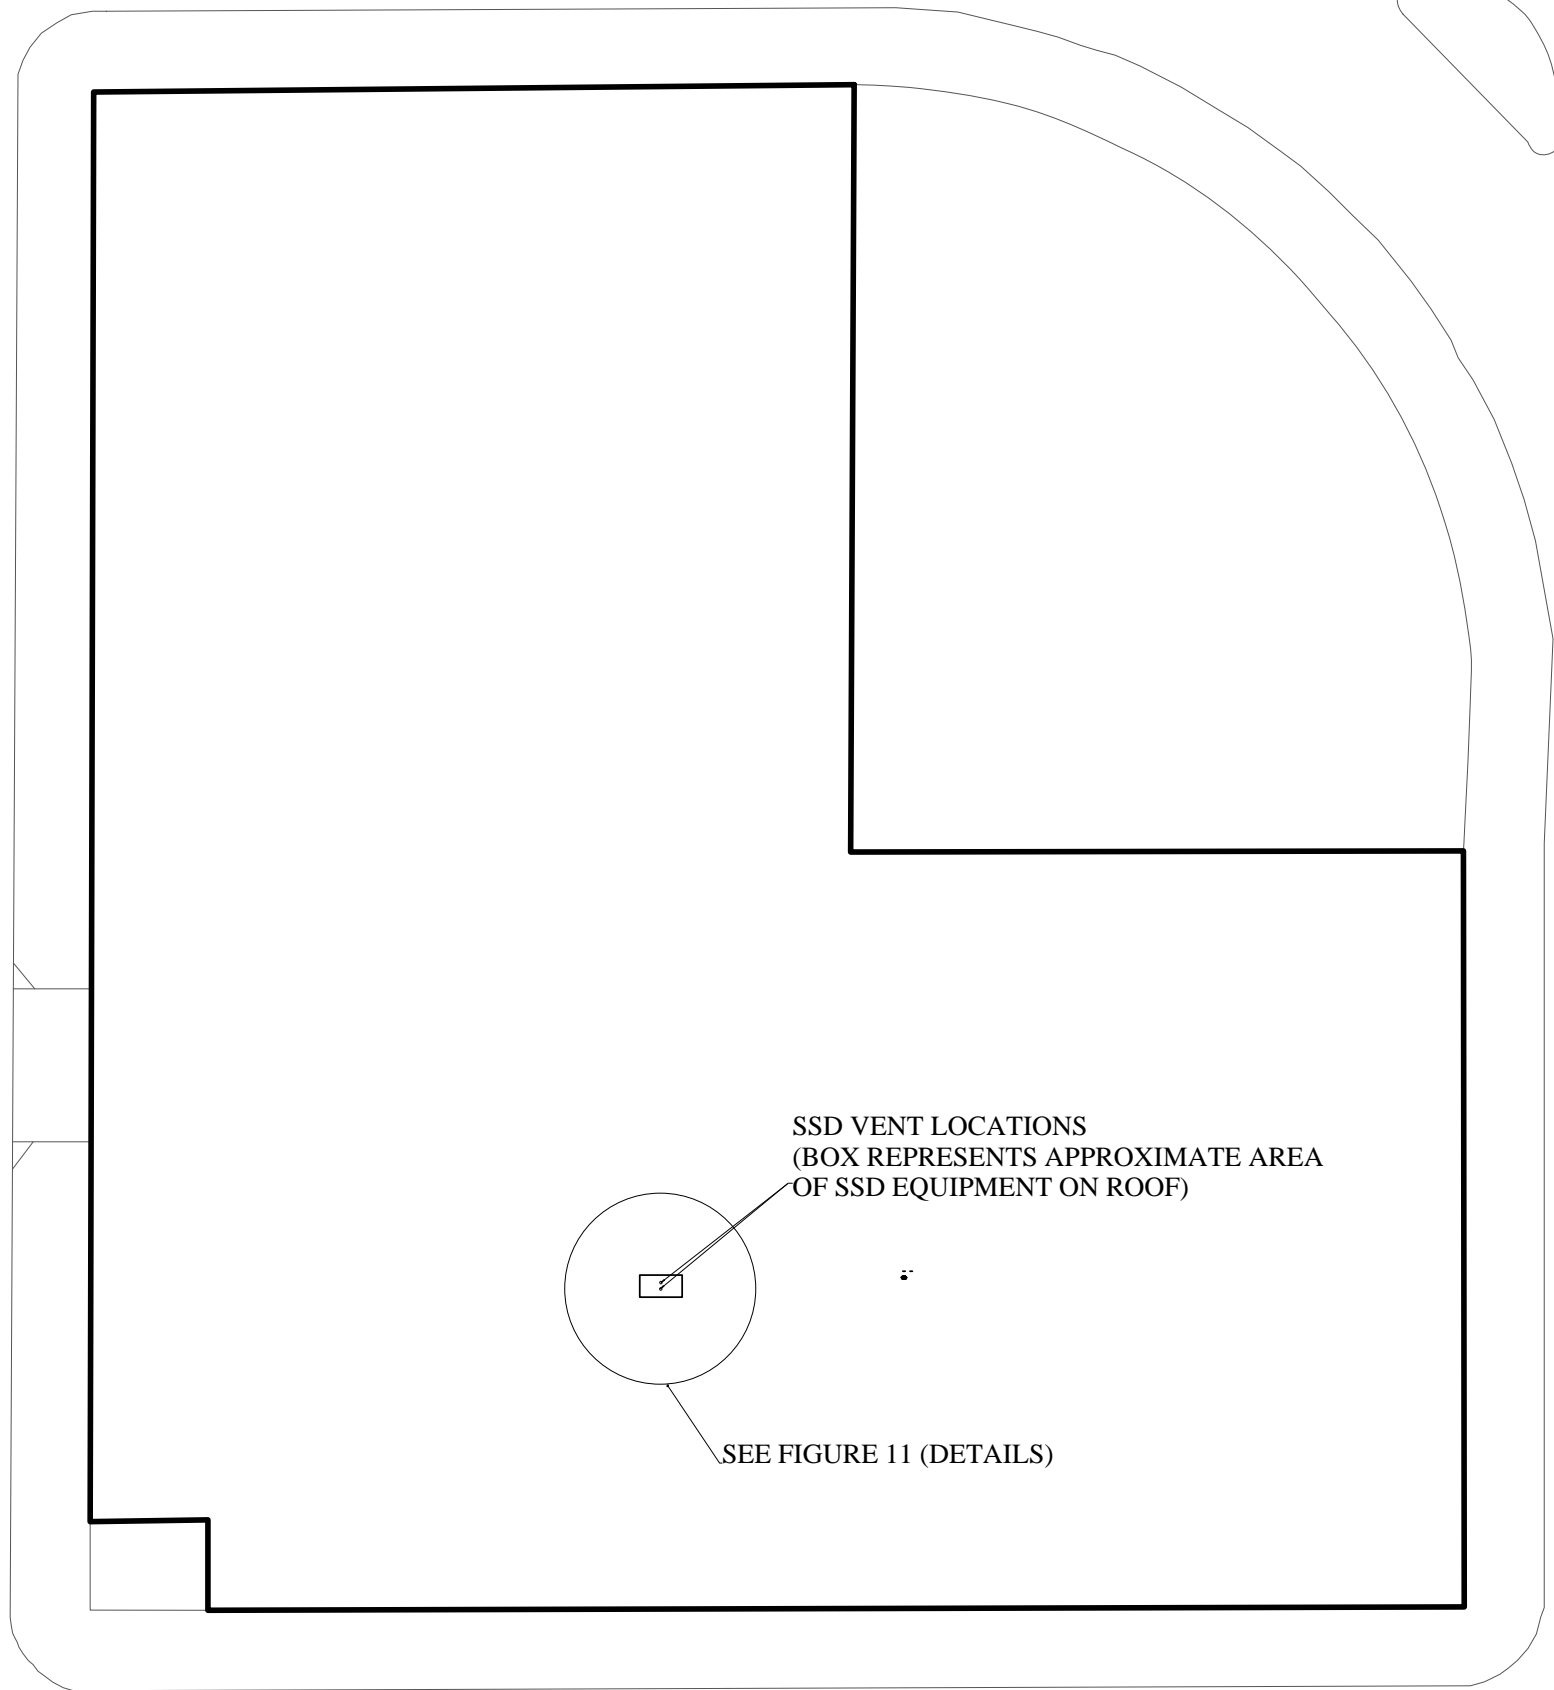 SSD VENT LOCATIONS
(BOX REPRESENTS APPROXIMATE AREA
OF SSD EQUIPMENT ON ROOF)
SEE FIGURE 11 (DETAILS)